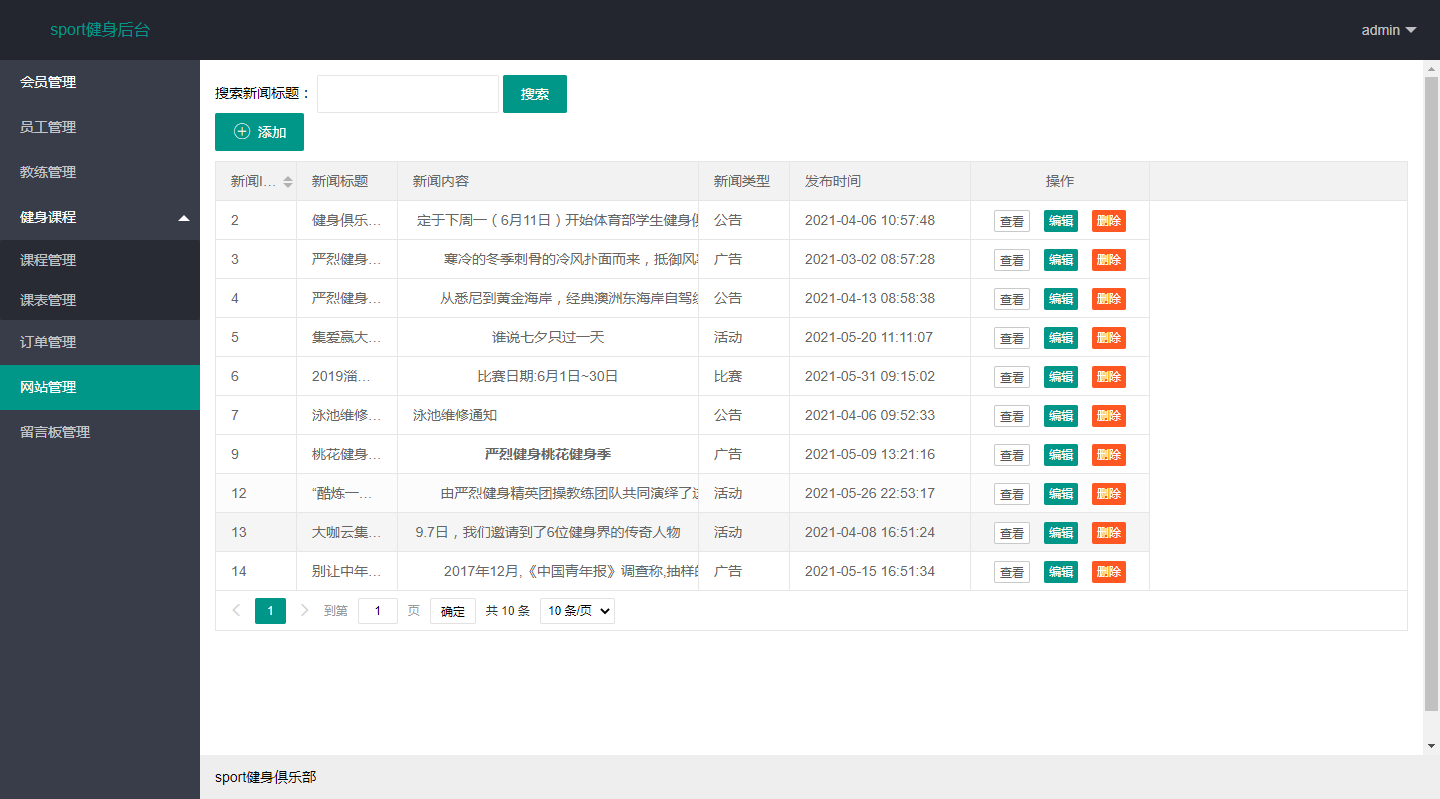 sport健身后台
admin
会员管理
员工管理
教练管理
健身课程
课程管理
课表管理
订单管理
网站管理
留言板管理
搜索新闻标题：
搜索
添加
新闻I… 新闻标题 新闻内容 新闻类型 发布时间 操作
2 健身俱乐… 定于下周一（6月11日）开始体育部学生健身俱 公告 2021-04-06 10:57:48 查看 编辑 删除
3 严烈健身… 寒冷的冬季刺骨的冷风扑面而来，抵御风寒 广告 2021-03-02 08:57:28 查看 编辑 删除
4 严烈健身… 从悉尼到黄金海岸，经典澳洲东海岸自驾线 公告 2021-04-13 08:58:38 查看 编辑 删除
5 集爱赢大… 谁说七夕只过一天 活动 2021-05-20 11:11:07 查看 编辑 删除
6 2019淄… 比赛日期:6月1日~30日 比赛 2021-05-31 09:15:02 查看 编辑 删除
7 泳池维修… 泳池维修通知 公告 2021-04-06 09:52:33 查看 编辑 删除
9 桃花健身… 严烈健身桃花健身季 广告 2021-05-09 13:21:16 查看 编辑 删除
12 “酷炼一… 由严烈健身精英团操教练团队共同演绎了这 活动 2021-05-26 22:53:17 查看 编辑 删除
13 大咖云集… 9.7日，我们邀请到了6位健身界的传奇人物 活动 2021-04-08 16:51:24 查看 编辑 删除
14 别让中年… 2017年12月,《中国青年报》调查称,抽样的 广告 2021-05-15 16:51:34 查看 编辑 删除
1 到第 1 页 确定 共 10 条 10 条/页
sport健身俱乐部